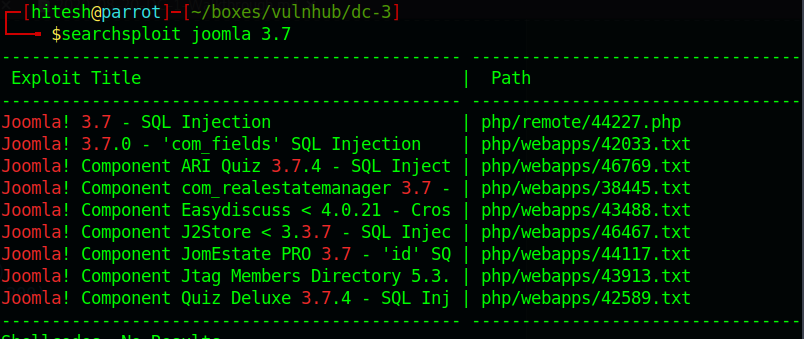 [hitesh@parrot]-[~/boxes/vulnhub/dc-3]
$searchsploit joomla 3.7
Exploit Title | Path
Joomla! 3.7 - SQL Injection | php/remote/44227.php
Joomla! 3.7.0 - 'com_fields' SQL Injection | php/webapps/42033.txt
Joomla! Component ARI Quiz 3.7.4 - SQL Inject | php/webapps/46769.txt
Joomla! Component com_realestatemanager 3.7 - | php/webapps/38445.txt
Joomla! Component Easydiscuss < 4.0.21 - Cros | php/webapps/43488.txt
Joomla! Component J2Store < 3.3.7 - SQL Injec | php/webapps/46467.txt
Joomla! Component JomEstate PRO 3.7 - 'id' SQ | php/webapps/44117.txt
Joomla! Component Jtag Members Directory 5.3. | php/webapps/43913.txt
Joomla! Component Quiz Deluxe 3.7.4 - SQL Inj | php/webapps/42589.txt
Shellcodes: No Results